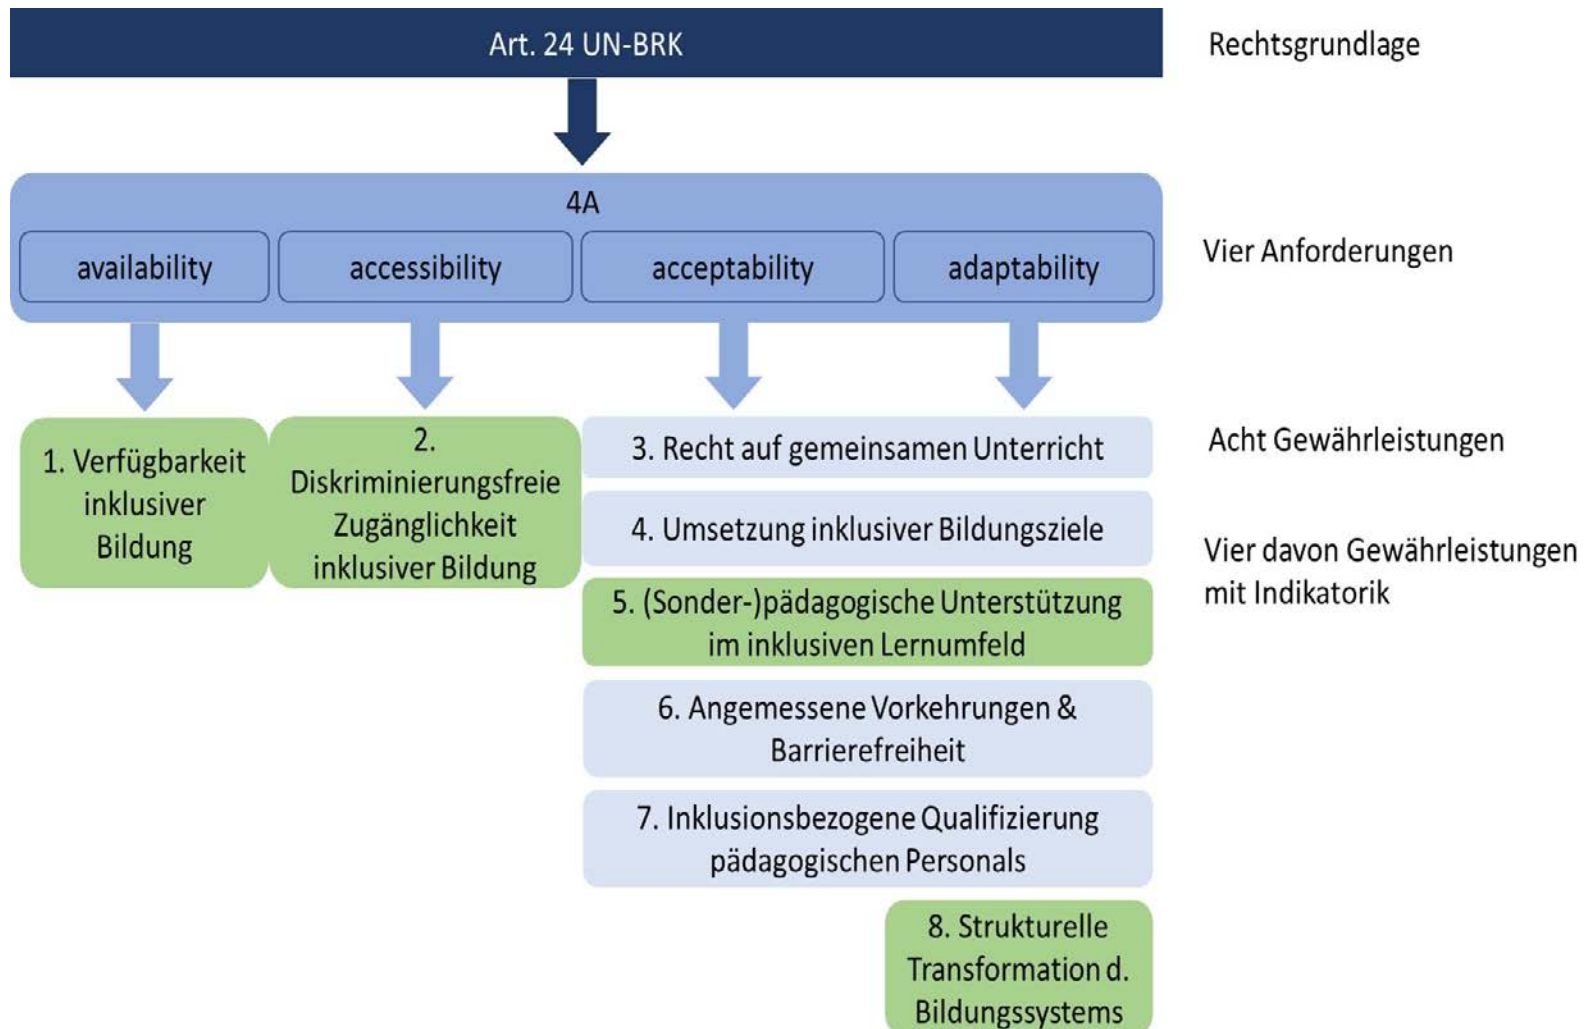 Art. 24 UN-BRK
Rechtsgrundlage
4A
availability
accessibility
acceptability
adaptability
Vier Anforderungen
1. Verfügbarkeit
inklusiver
Bildung
2.
Diskriminierungsfreie
Zugänglichkeit
inklusiver Bildung
3. Recht auf gemeinsamen Unterricht
Acht Gewährleistungen
4. Umsetzung inklusiver Bildungsziele
Vier davon Gewährleistungen
mit Indikatorik
5. (Sonder-)pädagogische Unterstützung
im inklusiven Lernumfeld
6. Angemessene Vorkehrungen &
Barrierefreiheit
7. Inklusionsbezogene Qualifizierung
pädagogischen Personals
8. Strukturelle
Transformation d.
Bildungssystems